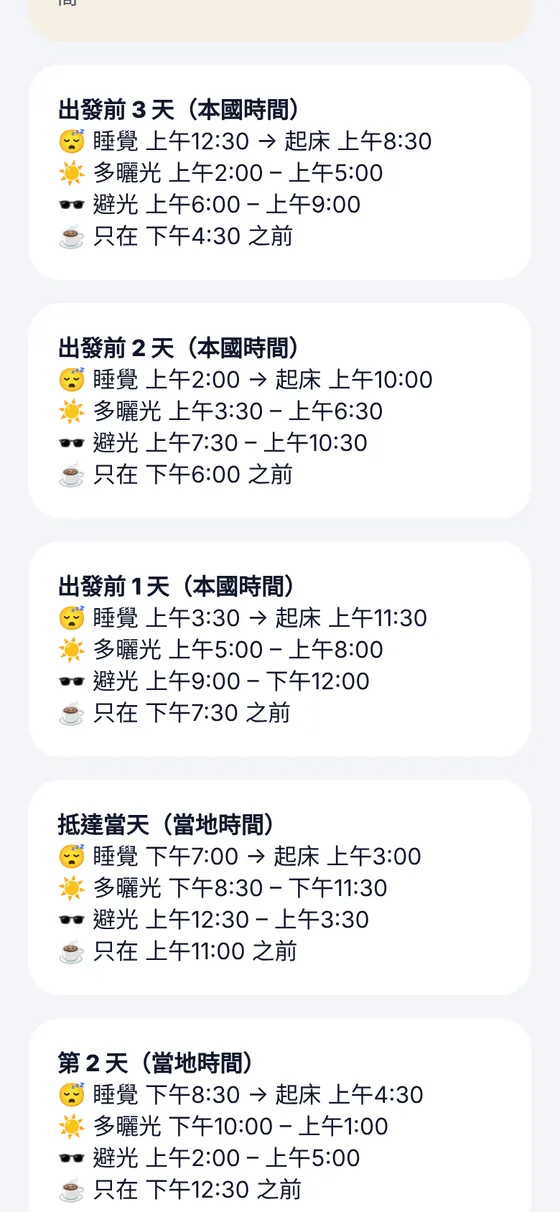 間
出發前 3 天（本國時間）
😴 睡覺 上午12:30 → 起床 上午8:30
☀️ 多曬光 上午2:00 – 上午5:00
🕶️ 避光 上午6:00 – 上午9:00
☕ 只在 下午4:30 之前
出發前 2 天（本國時間）
😴 睡覺 上午2:00 → 起床 上午10:00
☀️ 多曬光 上午3:30 – 上午6:30
🕶️ 避光 上午7:30 – 上午10:30
☕ 只在 下午6:00 之前
出發前 1 天（本國時間）
😴 睡覺 上午3:30 → 起床 上午11:30
☀️ 多曬光 上午5:00 – 上午8:00
🕶️ 避光 上午9:00 – 下午12:00
☕ 只在 下午7:30 之前
抵達當天（當地時間）
😴 睡覺 下午7:00 → 起床 上午3:00
☀️ 多曬光 下午8:30 – 下午11:30
🕶️ 避光 上午12:30 – 上午3:30
☕ 只在 上午11:00 之前
第 2 天（當地時間）
😴 睡覺 下午8:30 → 起床 上午4:30
☀️ 多曬光 下午10:00 – 上午1:00
🕶️ 避光 上午2:00 – 上午5:00
☕ 只在 下午12:30 之前